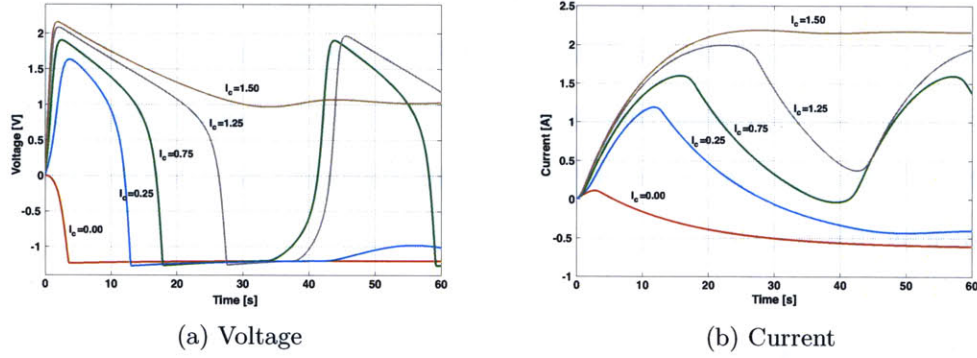 2
1.5
1
0.5
0
-0.5
-1
Voltage [V]
I_c=1.50
I_c=1.25
I_c=0.75
I_c=0.25
I_c=0.00
0 10 20 30 40 50 60
Time [s]
(a) Voltage
2.5
2
1.5
1
0.5
0
-0.5
-1
Current [A]
I_c=1.50
I_c=1.25
I_c=0.75
I_c=0.25
I_c=0.00
0 10 20 30 40 50 60
Time [s]
(b) Current